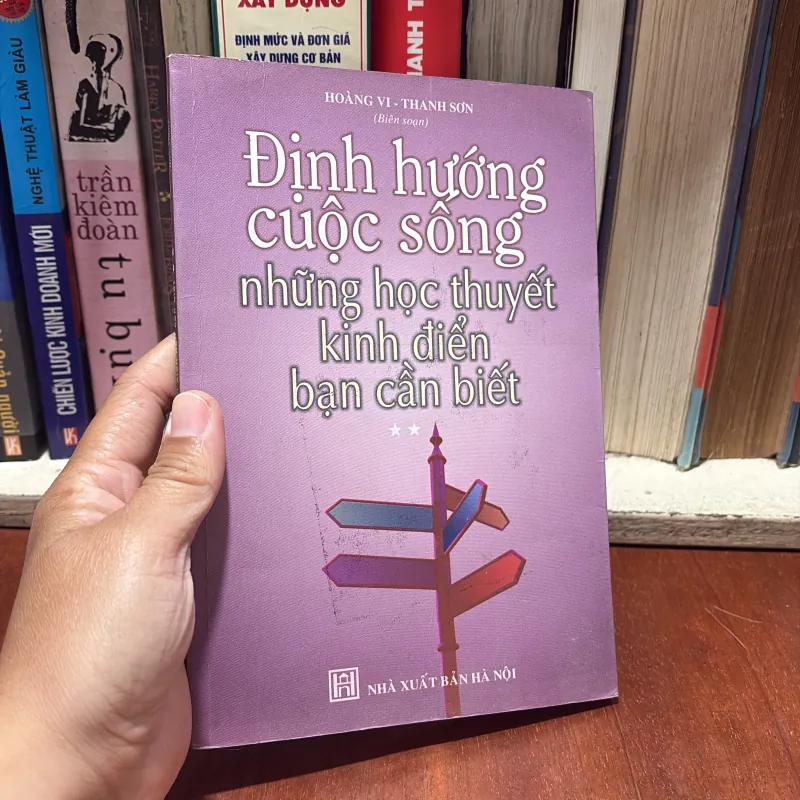 XÂY DỰNG
ĐỊNH MỨC VÀ ĐƠN GIÁ
XÂY DỰNG CƠ BẢN
NGHỆ THUẬT LÀM GIÀU
CHIẾN LƯỢC KINH DOANH MỚI
trần
kiêm
đoàn
tu bụi
HARRY POTTER
HOÀNG VI - THANH SƠN
(Biên soạn)
Định hướng
cuộc sống
những học thuyết
kinh điển
bạn cần biết
NHÀ XUẤT BẢN HÀ NỘI